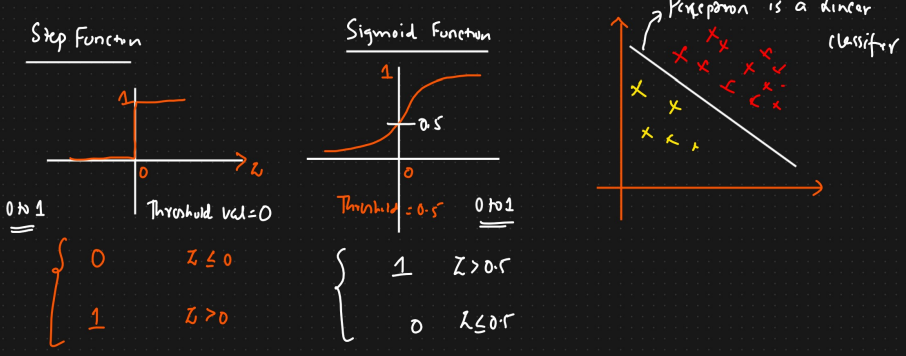 Step Function
1
0
Z
0 to 1
Threshold val=0
0 Z ≤ 0
1 Z > 0
Sigmoid Function
1
0.5
0
Threshold = 0.5
0 to 1
1 Z > 0.5
0 Z ≤ 0.5
Perceptron is a Linear
classifier